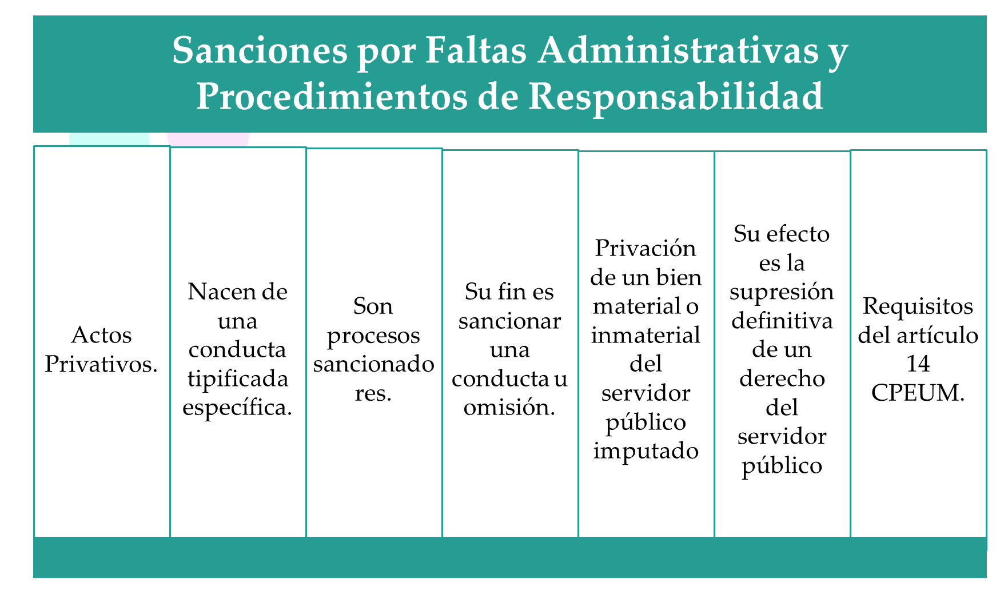 Sanciones por Faltas Administrativas y
Procedimientos de Responsabilidad
Actos
Privativos.
Nacen de
una
conducta
tipificada
específica.
Son
procesos
sancionado
res.
Su fin es
sancionar
una
conducta u
omisión.
Privación
de un bien
material o
inmaterial
del
servidor
público
imputado
Su efecto
es la
supresión
definitiva
de un
derecho
del
servidor
público
Requisitos
del artículo
14
CPEUM.